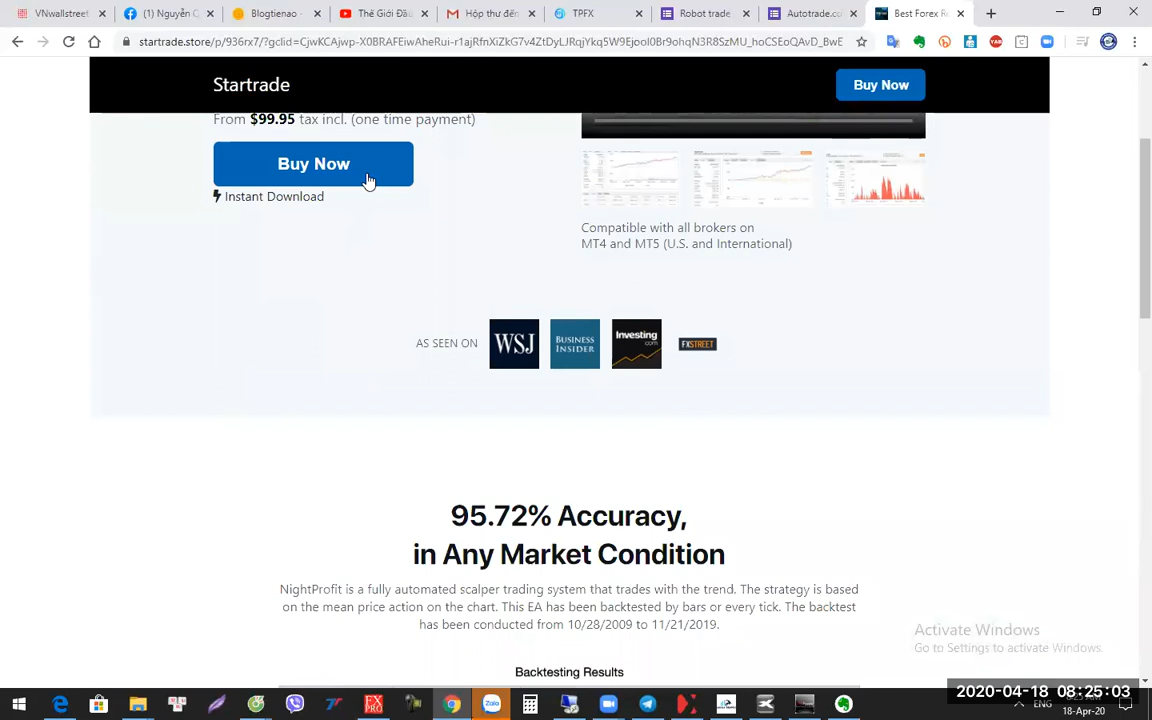 VNwallstreet
(1) Nguyễn Q
Blogtienao -
Thế Giới Đầu
Hộp thư đến
TPFX
Robot trade
Autotrade.co
Best Forex Re
startrade.store/p/936rx7/?gclid=CjwKCAjwp-X0BRAFEiwAheRui-r1ajRfnXiZkG7v4ZtDyLJRqjYkq5W9Ejool0Br9ohqN3R8SzMU_hoCSEoQAvD_BwE
Startrade
Buy Now
From $99.95 tax incl. (one time payment)
Buy Now
Instant Download
Compatible with all brokers on
MT4 and MT5 (U.S. and International)
AS SEEN ON
WSJ
BUSINESS
INSIDER
Investing
.com
FXSTREET
95.72% Accuracy,
in Any Market Condition
NightProfit is a fully automated scalper trading system that trades with the trend. The strategy is based
on the mean price action on the chart. This EA has been backtested by bars or every tick. The backtest
has been conducted from 10/28/2009 to 11/21/2019.
Backtesting Results
Activate Windows
Go to Settings to activate Windows.
2020-04-18 08:25:03
ENG
18-Apr-20
FX
PRO
Zalo